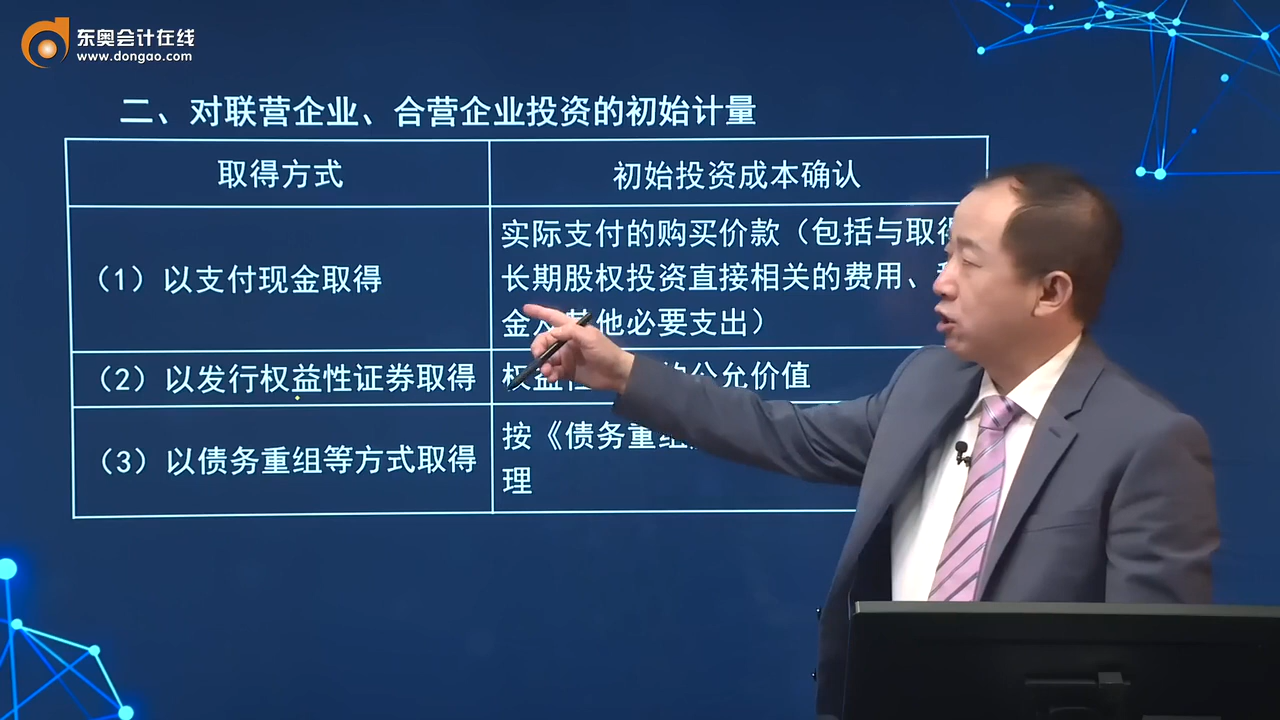 东奥会计在线
www.dongao.com
二、对联营企业、合营企业投资的初始计量
取得方式
初始投资成本确认
（1）以支付现金取得
实际支付的购买价款（包括与取得
长期股权投资直接相关的费用、
金及其他必要支出）
（2）以发行权益性证券取得
权益性 公允价值
（3）以债务重组等方式取得
按《债务重组
理